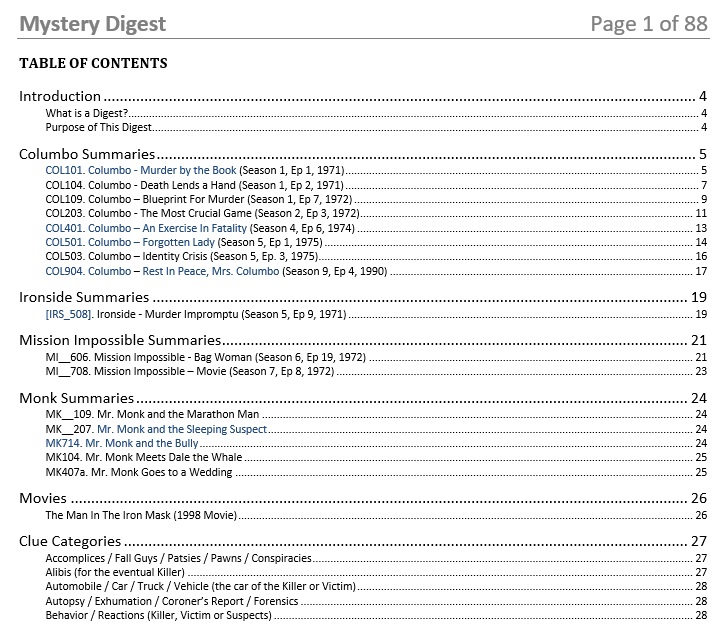 Mystery Digest Page 1 of 88
TABLE OF CONTENTS
Introduction 4
What is a Digest? 4
Purpose of This Digest 4
Columbo Summaries 5
COL101. Columbo - Murder by the Book (Season 1, Ep 1, 1971) 5
COL104. Columbo - Death Lends a Hand (Season 1, Ep 2, 1971) 7
COL109. Columbo – Blueprint For Murder (Season 1, Ep 7, 1972) 9
COL203. Columbo - The Most Crucial Game (Season 2, Ep 3, 1972) 11
COL401. Columbo – An Exercise In Fatality (Season 4, Ep 6, 1974) 13
COL501. Columbo – Forgotten Lady (Season 5, Ep 1, 1975) 14
COL503. Columbo – Identity Crisis (Season 5, Ep. 3, 1975) 16
COL904. Columbo – Rest In Peace, Mrs. Columbo (Season 9, Ep 4, 1990) 17
Ironside Summaries 19
[IRS_508]. Ironside - Murder Impromptu (Season 5, Ep 9, 1971) 19
Mission Impossible Summaries 21
MI__606. Mission Impossible - Bag Woman (Season 6, Ep 19, 1972) 21
MI__708. Mission Impossible – Movie (Season 7, Ep 8, 1972) 23
Monk Summaries 24
MK__109. Mr. Monk and the Marathon Man 24
MK__207. Mr. Monk and the Sleeping Suspect 24
MK714. Mr. Monk and the Bully 24
MK104. Mr. Monk Meets Dale the Whale 25
MK407a. Mr. Monk Goes to a Wedding 25
Movies 26
The Man In The Iron Mask (1998 Movie) 26
Clue Categories 27
Accomplices / Fall Guys / Patsies / Pawns / Conspiracies 27
Alibis (for the eventual Killer) 27
Automobile / Car / Truck / Vehicle (the car of the Killer or Victim) 28
Autopsy / Exhumation / Coroner's Report / Forensics 28
Behavior / Reactions (Killer, Victim or Suspects) 28